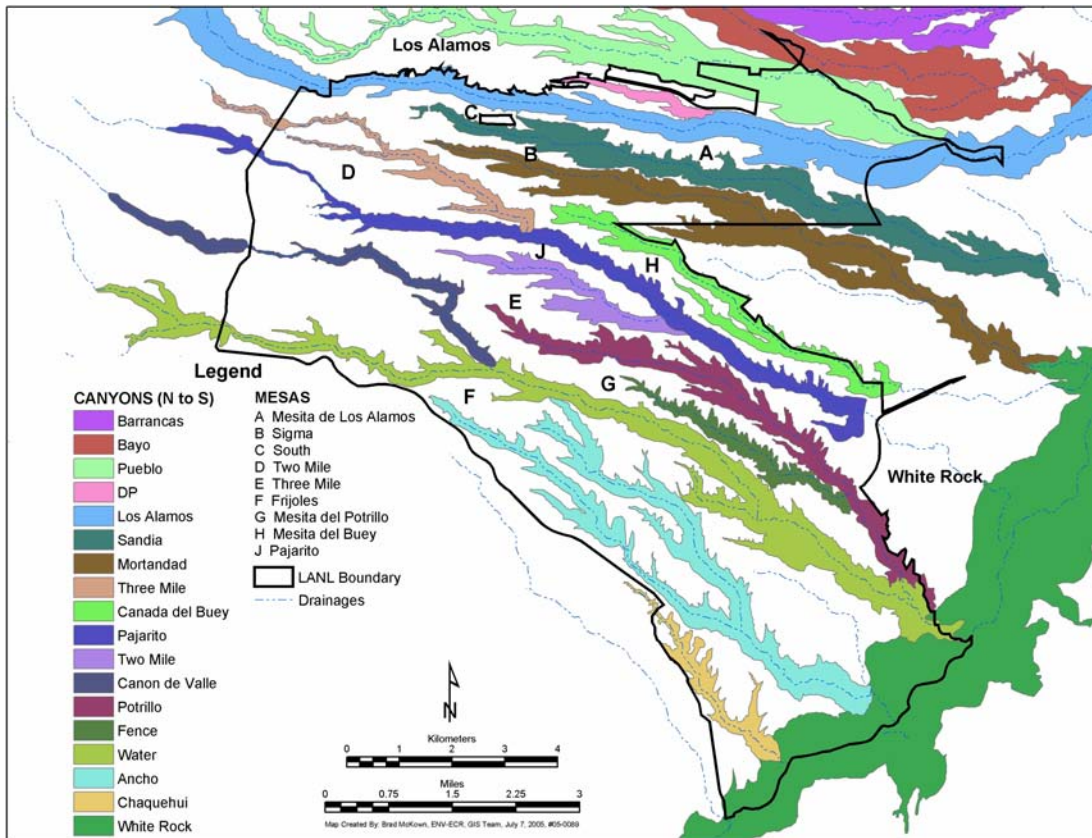 Los Alamos
C
B
A
D
J
H
E
G
F
White Rock
Legend
CANYONS (N to S)
Barrancas
Bayo
Pueblo
DP
Los Alamos
Sandia
Mortandad
Three Mile
Canada del Buey
Pajarito
Two Mile
Canon de Valle
Potrillo
Fence
Water
Ancho
Chaquehui
White Rock
MESAS
A Mesita de Los Alamos
B Sigma
C South
D Two Mile
E Three Mile
F Frijoles
G Mesita del Potrillo
H Mesita del Buey
J Pajarito
LANL Boundary
Drainages
N
Kilometers
0 1 2 3 4
Miles
0 0.75 1.5 2.25 3
Map Created By: Brad McKown, ENV-ECR, GIS Team, July 7, 2005, #05-0089